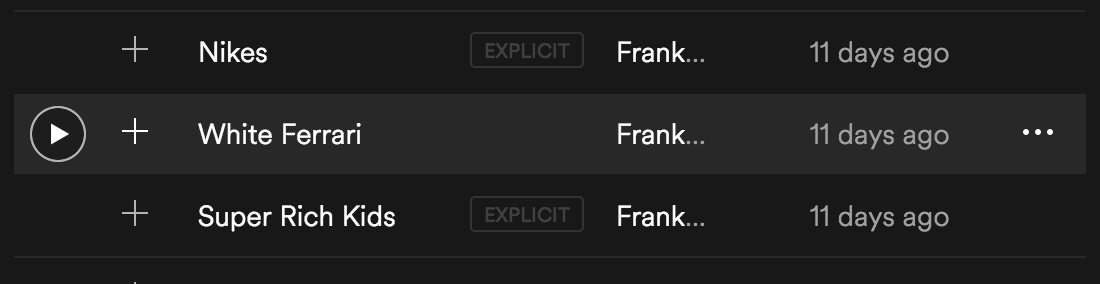 Nikes EXPLICIT Frank... 11 days ago
White Ferrari Frank... 11 days ago
Super Rich Kids EXPLICIT Frank... 11 days ago